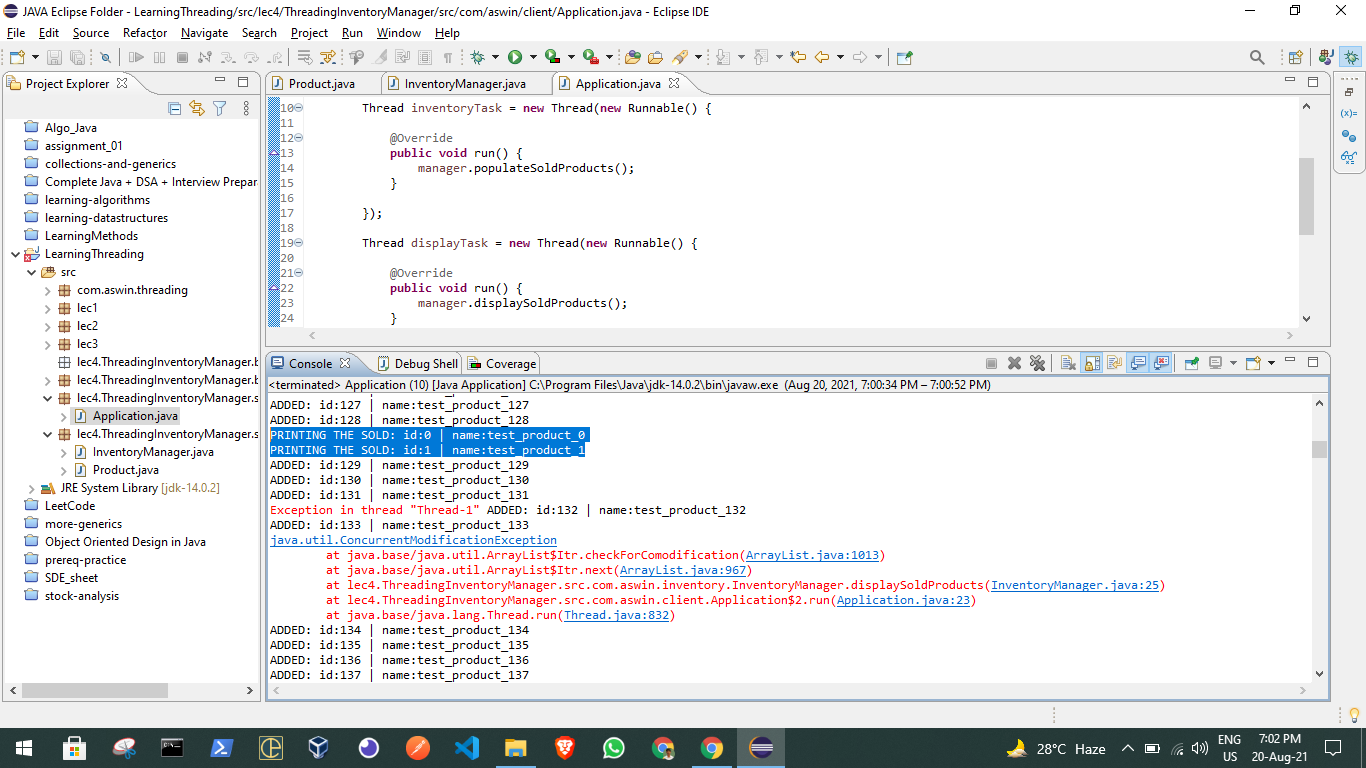 JAVA Eclipse Folder - LearningThreading/src/lec4/ThreadingInventoryManager/src/com/aswin/client/Application.java - Eclipse IDE
File Edit Source Refactor Navigate Search Project Run Window Help
Project Explorer
Algo_Java
assignment_01
collections-and-generics
Complete Java + DSA + Interview Prepar
learning-algorithms
learning-datastructures
LearningMethods
LearningThreading
src
com.aswin.threading
lec1
lec2
lec3
lec4.ThreadingInventoryManager.b
lec4.ThreadingInventoryManager.b
lec4.ThreadingInventoryManager.s
Application.java
lec4.ThreadingInventoryManager.s
InventoryManager.java
Product.java
JRE System Library [jdk-14.0.2]
LeetCode
more-generics
Object Oriented Design in Java
prereq-practice
SDE_sheet
stock-analysis
Product.java InventoryManager.java Application.java
10 Thread inventoryTask = new Thread(new Runnable() {
11
12 @Override
13 public void run() {
14 manager.populateSoldProducts();
15 }
16
17 });
18
19 Thread displayTask = new Thread(new Runnable() {
20
21 @Override
22 public void run() {
23 manager.displaySoldProducts();
24 }
Console Debug Shell Coverage
<terminated> Application (10) [Java Application] C:\Program Files\Java\jdk-14.0.2\bin\javaw.exe (Aug 20, 2021, 7:00:34 PM – 7:00:52 PM)
ADDED: id:127 | name:test_product_127
ADDED: id:128 | name:test_product_128
PRINTING THE SOLD: id:0 | name:test_product_0
PRINTING THE SOLD: id:1 | name:test_product_1
ADDED: id:129 | name:test_product_129
ADDED: id:130 | name:test_product_130
ADDED: id:131 | name:test_product_131
Exception in thread "Thread-1" ADDED: id:132 | name:test_product_132
ADDED: id:133 | name:test_product_133
java.util.ConcurrentModificationException
at java.base/java.util.ArrayList$Itr.checkForComodification(ArrayList.java:1013)
at java.base/java.util.ArrayList$Itr.next(ArrayList.java:967)
at lec4.ThreadingInventoryManager.src.com.aswin.inventory.InventoryManager.displaySoldProducts(InventoryManager.java:25)
at lec4.ThreadingInventoryManager.src.com.aswin.client.Application$2.run(Application.java:23)
at java.base/java.lang.Thread.run(Thread.java:832)
ADDED: id:134 | name:test_product_134
ADDED: id:135 | name:test_product_135
ADDED: id:136 | name:test_product_136
ADDED: id:137 | name:test_product_137
28°C Haze
ENG
US
7:02 PM
20-Aug-21